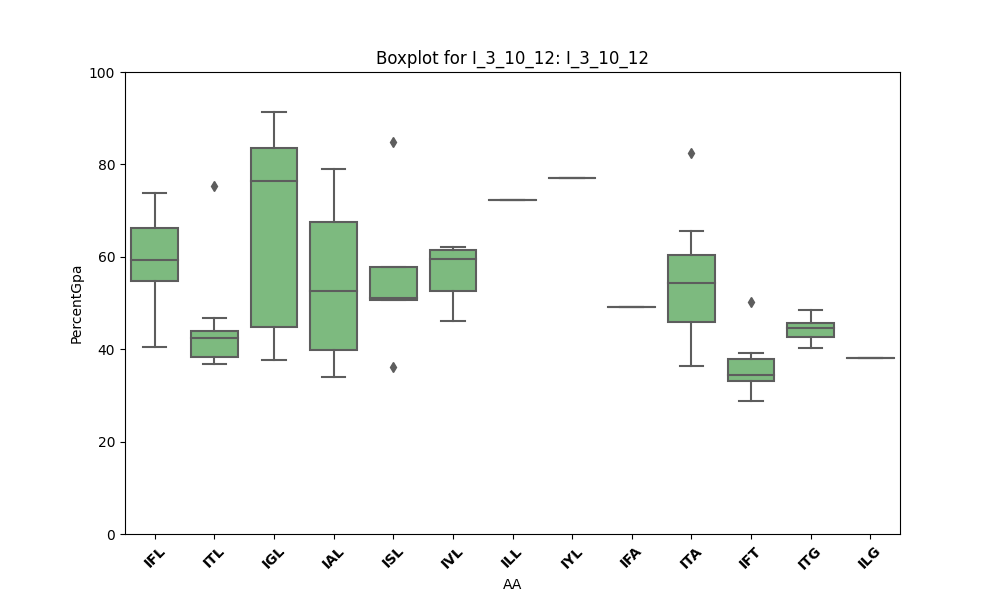 Boxplot for I_3_10_12: I_3_10_12
100
80
60
40
20
0
PercentGpa
IFL ITL IGL IAL ISL IVL ILL IYL IFA ITA IFT ITG ILG
AA